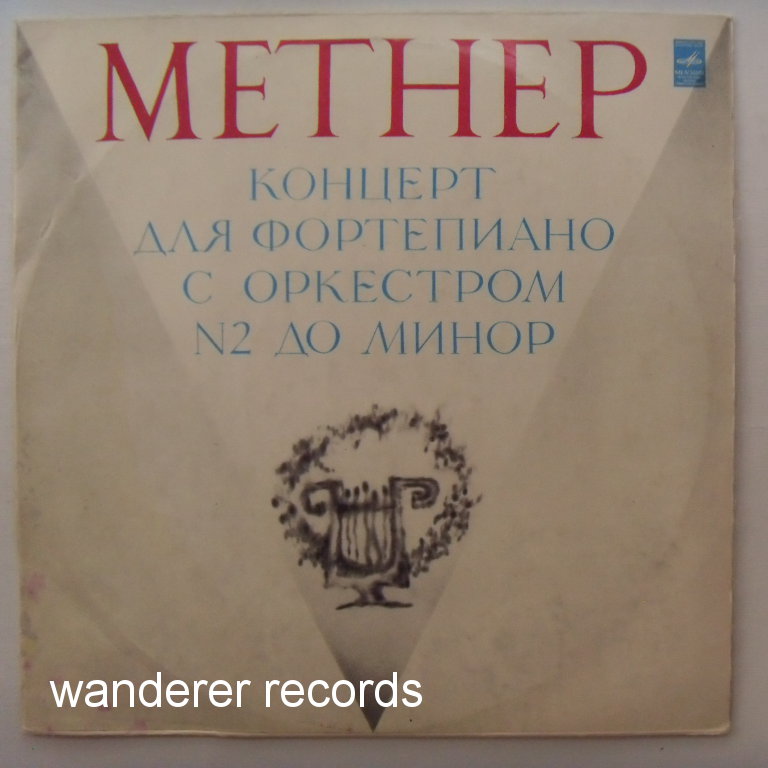 МЕТНЕР
КОНЦЕРТ
ДЛЯ ФОРТЕПИАНО
С ОРКЕСТРОМ
N2 ДО МИНОР
wanderer records